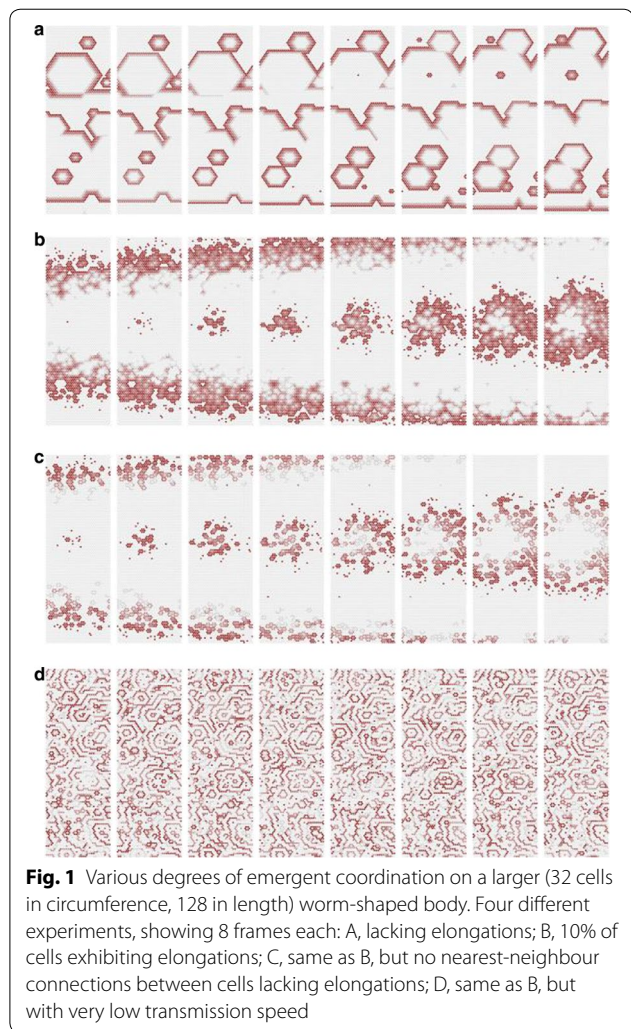 a
b
c
d
Fig. 1 Various degrees of emergent coordination on a larger (32 cells
in circumference, 128 in length) worm-shaped body. Four different
experiments, showing 8 frames each: A, lacking elongations; B, 10% of
cells exhibiting elongations; C, same as B, but no nearest-neighbour
connections between cells lacking elongations; D, same as B, but
with very low transmission speed